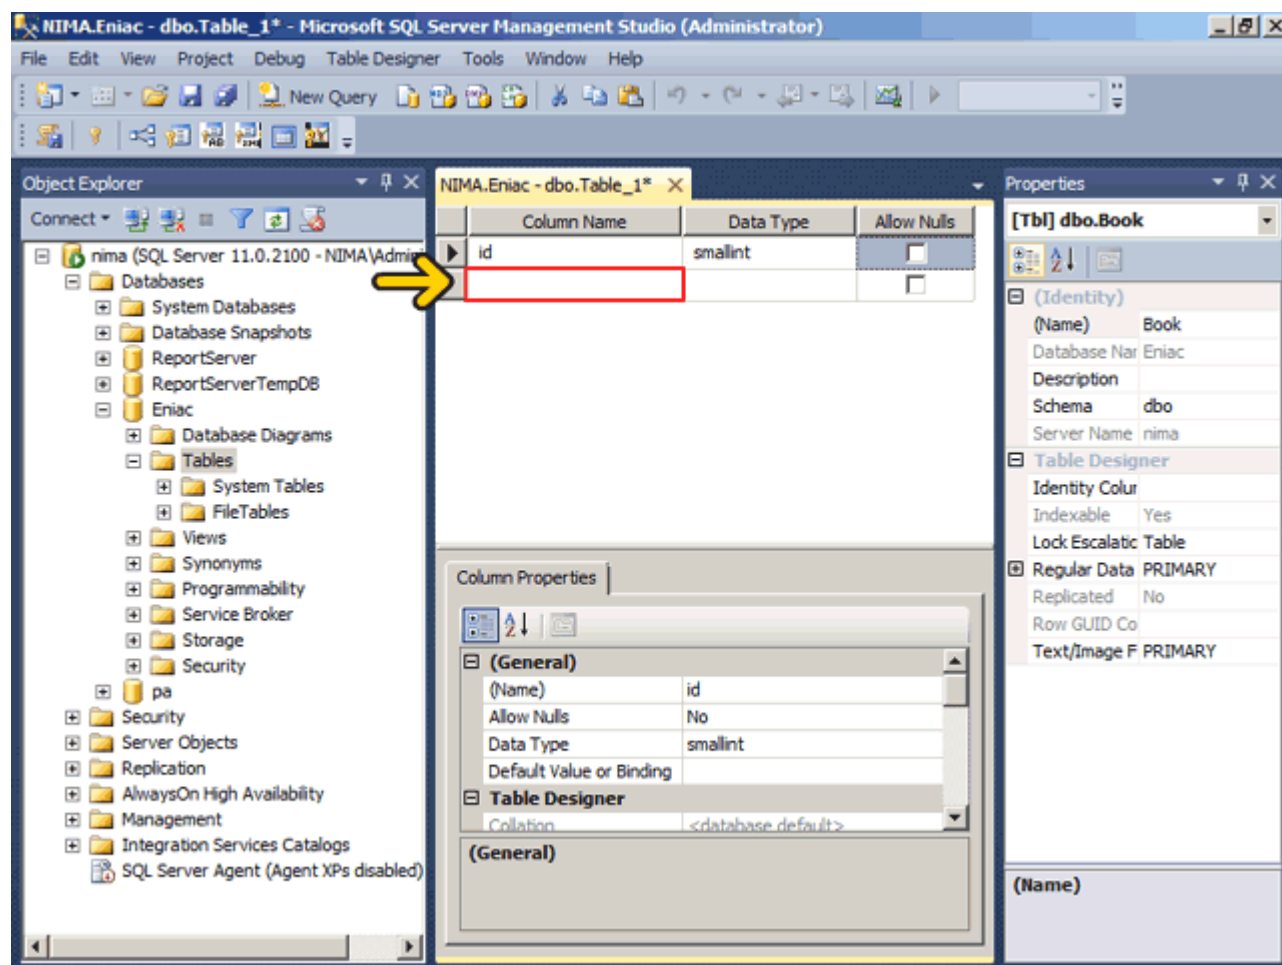 NIMA.Eniac - dbo.Table_1* - Microsoft SQL Server Management Studio (Administrator)
File Edit View Project Debug Table Designer Tools Window Help
New Query
Object Explorer
Connect
nima (SQL Server 11.0.2100 - NIMA\Admini
Databases
System Databases
Database Snapshots
ReportServer
ReportServerTempDB
Eniac
Database Diagrams
Tables
System Tables
FileTables
Views
Synonyms
Programmability
Service Broker
Storage
Security
pa
Security
Server Objects
Replication
AlwaysOn High Availability
Management
Integration Services Catalogs
SQL Server Agent (Agent XPs disabled)
NIMA.Eniac - dbo.Table_1*
Column Name Data Type Allow Nulls
id smallint
Column Properties
(General)
(Name) id
Allow Nulls No
Data Type smallint
Default Value or Binding
Table Designer
Collation <database default>
(General)
Properties
[Tbl] dbo.Book
(Identity)
(Name) Book
Database Nar Eniac
Description
Schema dbo
Server Name nima
Table Designer
Identity Colur
Indexable Yes
Lock Escalatic Table
Regular Data PRIMARY
Replicated No
Row GUID Co
Text/Image F PRIMARY
(Name)